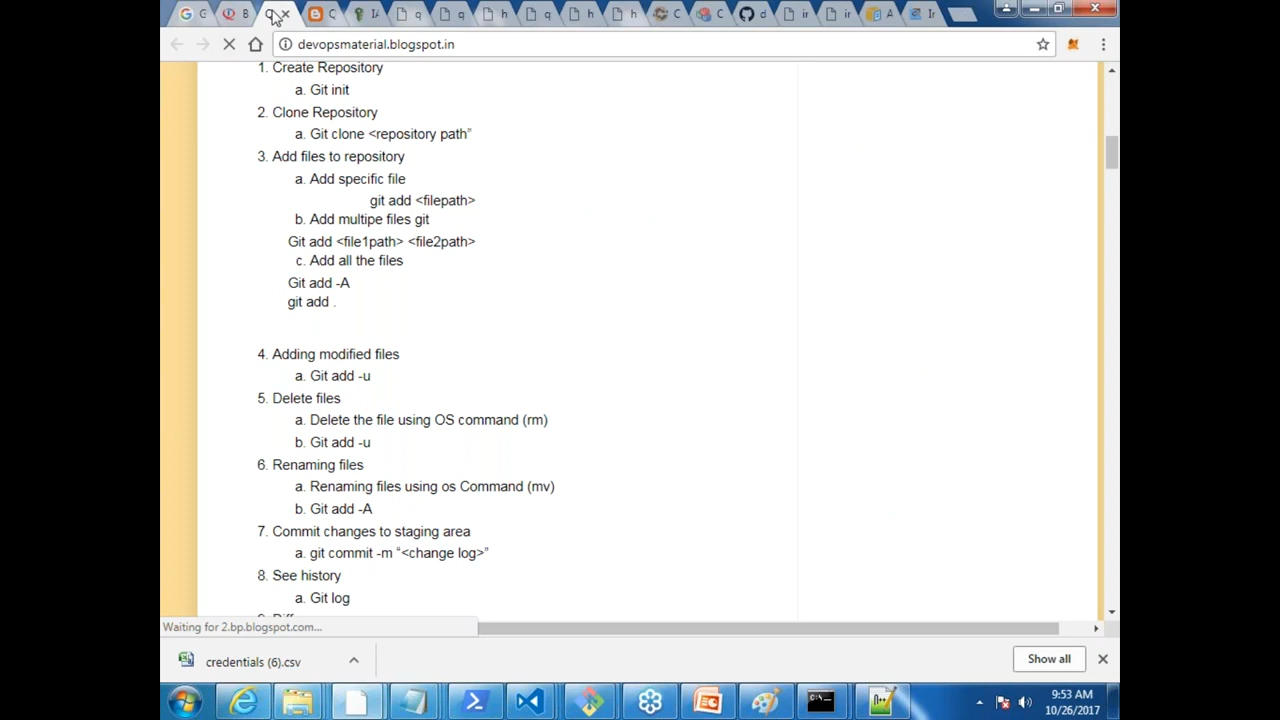 G
B
C
C
IA
q
q
h
q
h
h
C
C
d
in
in
A
In
devopsmaterial.blogspot.in
1. Create Repository
a. Git init
2. Clone Repository
a. Git clone <repository path”
3. Add files to repository
a. Add specific file
git add <filepath>
b. Add multipe files git
Git add <file1path> <file2path>
c. Add all the files
Git add -A
git add .
4. Adding modified files
a. Git add -u
5. Delete files
a. Delete the file using OS command (rm)
b. Git add -u
6. Renaming files
a. Renaming files using os Command (mv)
b. Git add -A
7. Commit changes to staging area
a. git commit -m “<change log>”
8. See history
a. Git log
Waiting for 2.bp.blogspot.com...
credentials (6).csv
Show all
9:53 AM
10/26/2017